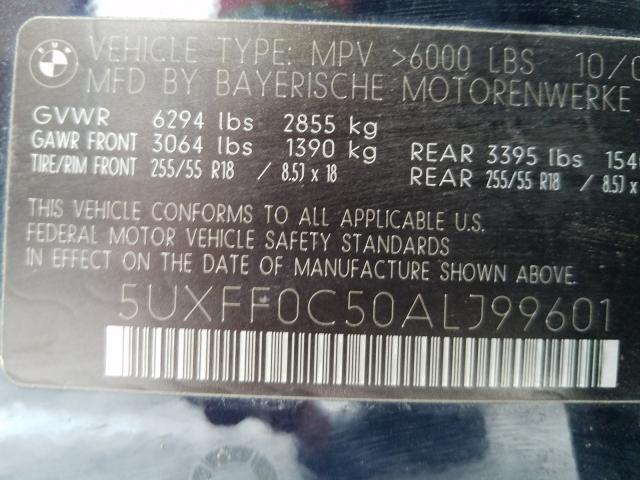 BMW
VEHICLE TYPE: MPV >6000 LBS 10/0
MFD BY BAYERISCHE MOTORENWERKE
GVWR 6294 lbs 2855 kg
GAWR FRONT 3064 lbs 1390 kg REAR 3395 lbs 154
TIRE/RIM FRONT 255/55 R18 / 8.5J x 18 REAR 255/55 R18 / 8.5J x
THIS VEHICLE CONFORMS TO ALL APPLICABLE U.S.
FEDERAL MOTOR VEHICLE SAFETY STANDARDS
IN EFFECT ON THE DATE OF MANUFACTURE SHOWN ABOVE.
5UXFF0C50ALJ99601